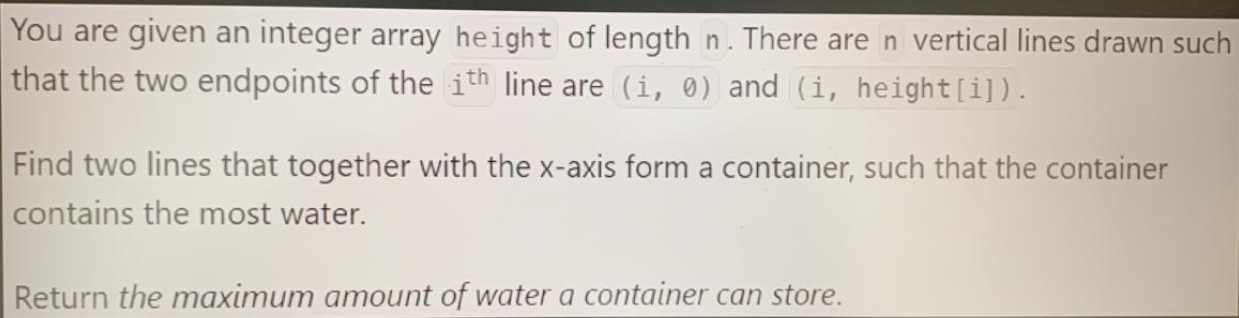 You are given an integer array height of length n. There are n vertical lines drawn such
that the two endpoints of the ith line are (i, 0) and (i, height[i]).
Find two lines that together with the x-axis form a container, such that the container
contains the most water.
Return the maximum amount of water a container can store.